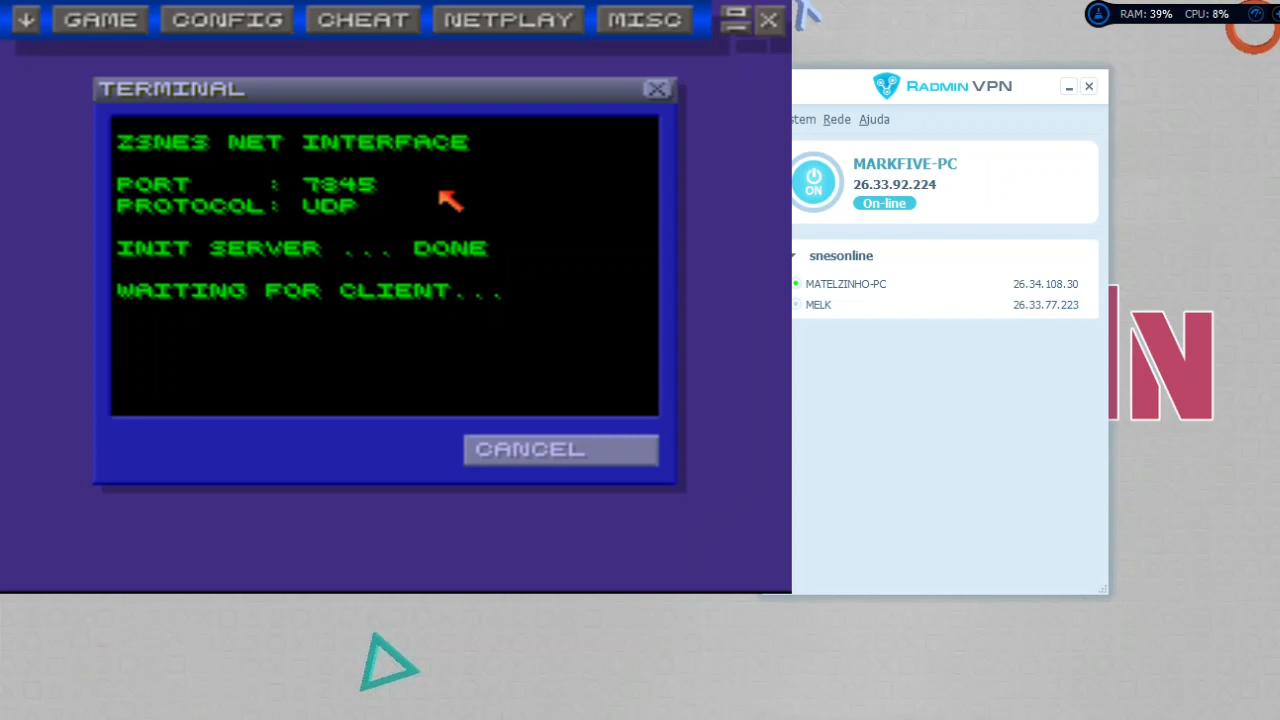 GAME CONFIG CHEAT NETPLAY MISC
RAM: 39% CPU: 8%
TERMINAL
ZSNES NET INTERFACE
PORT : 7845
PROTOCOL: UDP
INIT SERVER ... DONE
WAITING FOR CLIENT...
CANCEL
RADMIN VPN
stem Rede Ajuda
ON
MARKFIVE-PC
26.33.92.224
On-line
snesonline
MATELZINHO-PC 26.34.108.30
MELK 26.33.77.223
N